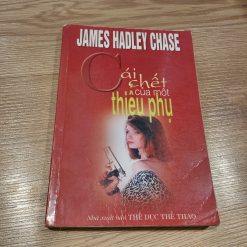 JAMES HADLEY CHASE
Cái chết
của một
thiếu phụ
Nhà xuất bản THỂ DỤC THỂ THAO